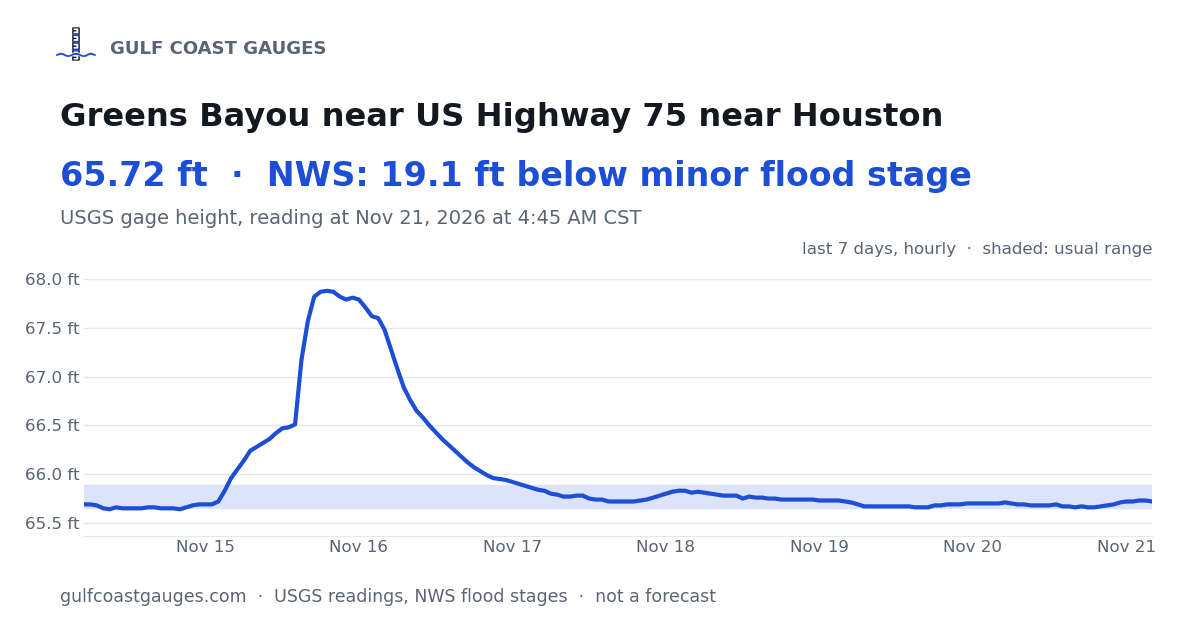 GULF COAST GAUGES
Greens Bayou near US Highway 75 near Houston
65.72 ft · NWS: 19.1 ft below minor flood stage
USGS gage height, reading at Nov 21, 2026 at 4:45 AM CST
last 7 days, hourly · shaded: usual range
68.0 ft
67.5 ft
67.0 ft
66.5 ft
66.0 ft
65.5 ft
Nov 15 Nov 16 Nov 17 Nov 18 Nov 19 Nov 20 Nov 21
gulfcoastgauges.com · USGS readings, NWS flood stages · not a forecast